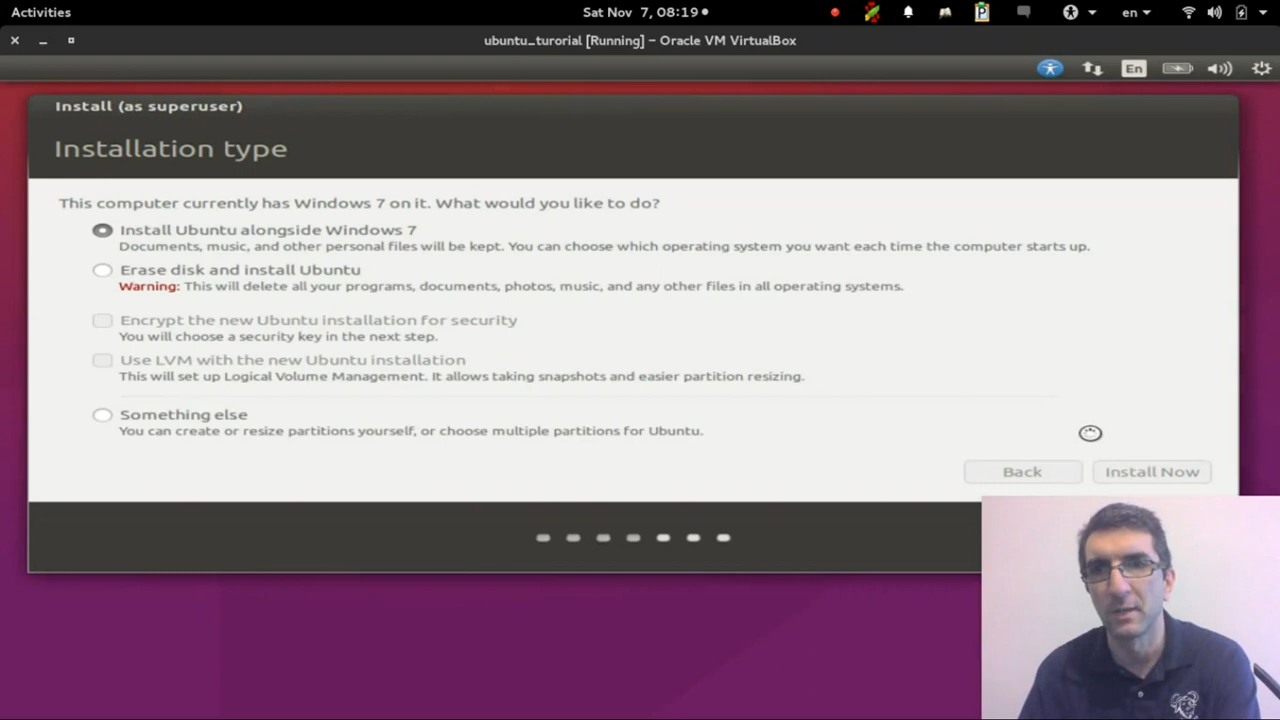 Activities
Sat Nov 7, 08:19
en
ubuntu_turorial [Running] – Oracle VM VirtualBox
En
Install (as superuser)
Installation type
This computer currently has Windows 7 on it. What would you like to do?
Install Ubuntu alongside Windows 7
Documents, music, and other personal files will be kept. You can choose which operating system you want each time the computer starts up.
Erase disk and install Ubuntu
Warning: This will delete all your programs, documents, photos, music, and any other files in all operating systems.
Encrypt the new Ubuntu installation for security
You will choose a security key in the next step.
Use LVM with the new Ubuntu installation
This will set up Logical Volume Management. It allows taking snapshots and easier partition resizing.
Something else
You can create or resize partitions yourself, or choose multiple partitions for Ubuntu.
Back
Install Now